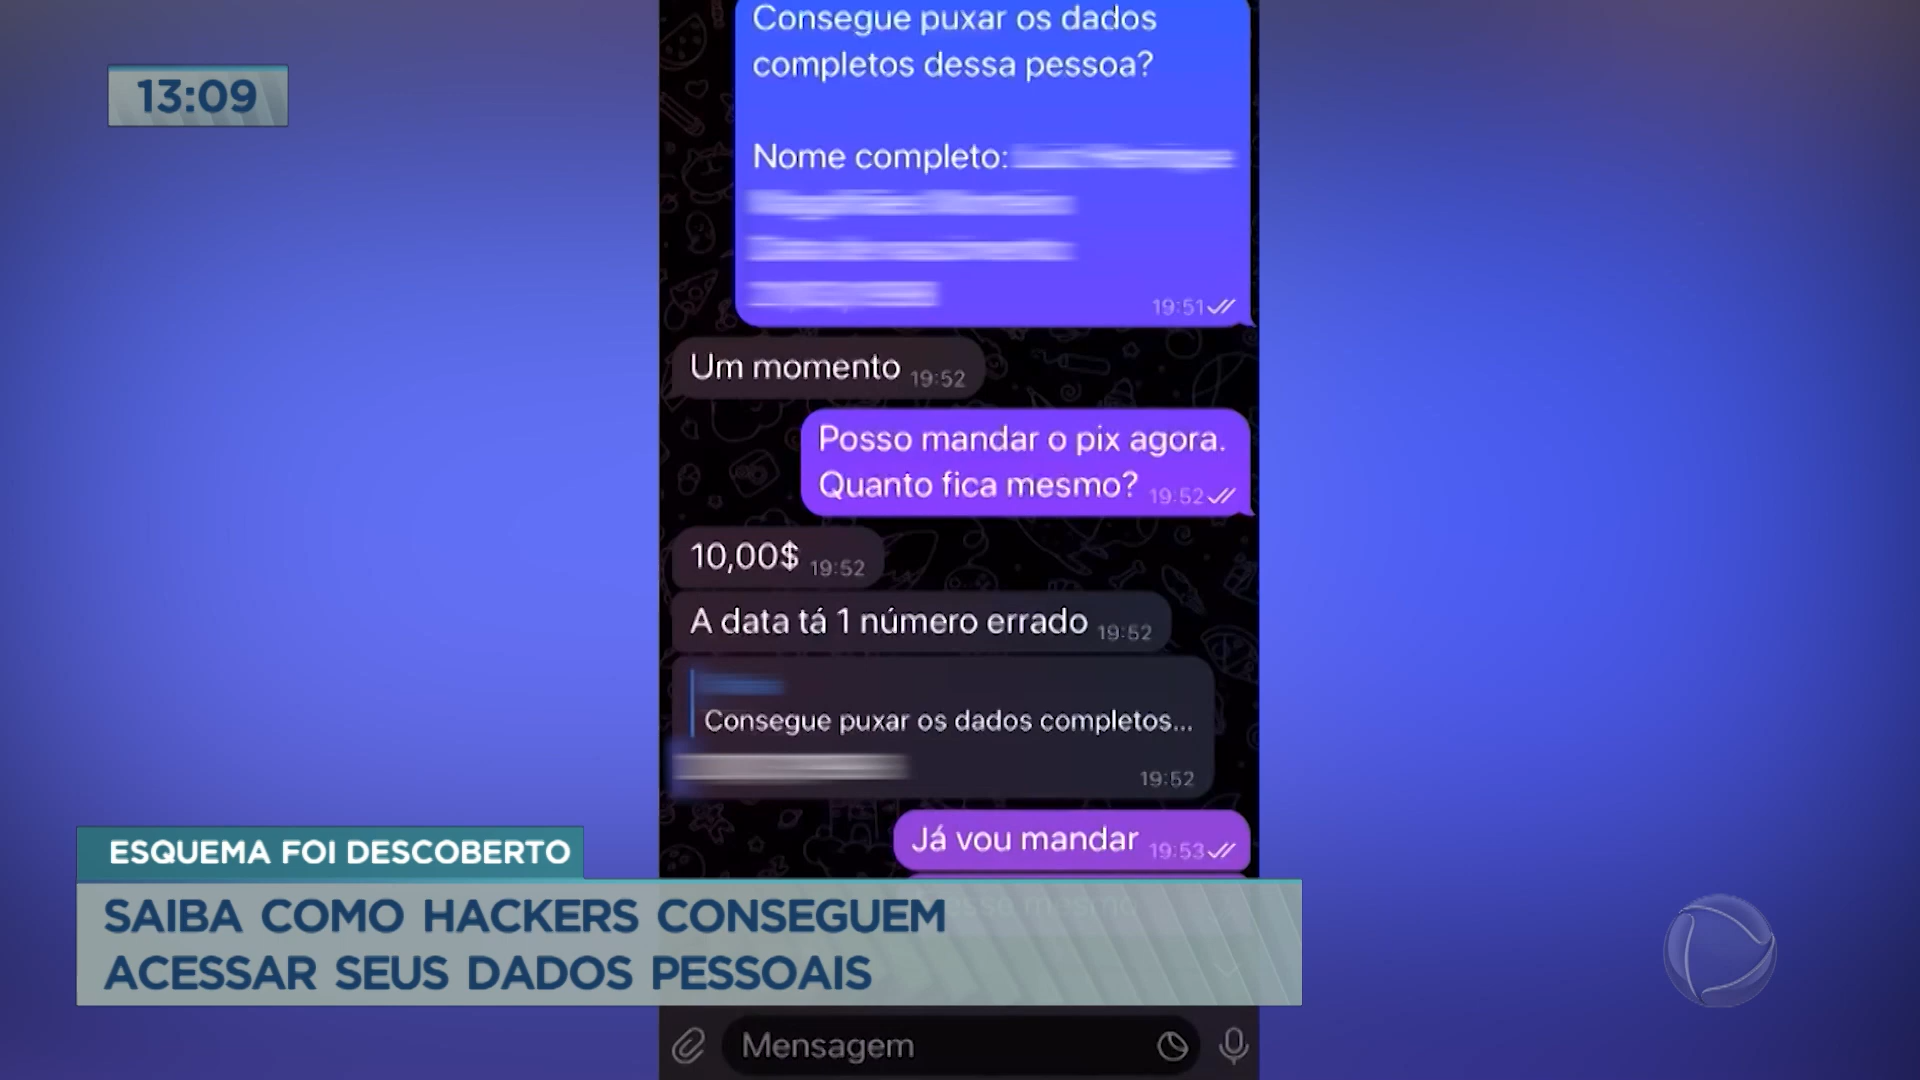 13:09
Consegue puxar os dados
completos dessa pessoa?
Nome completo:
19:51
Um momento 19:52
Posso mandar o pix agora.
Quanto fica mesmo? 19:52
10,00$ 19:52
A data tá 1 número errado 19:52
Consegue puxar os dados completos...
19:52
Já vou mandar 19:53
ESQUEMA FOI DESCOBERTO
SAIBA COMO HACKERS CONSEGUEM
ACESSAR SEUS DADOS PESSOAIS
Mensagem